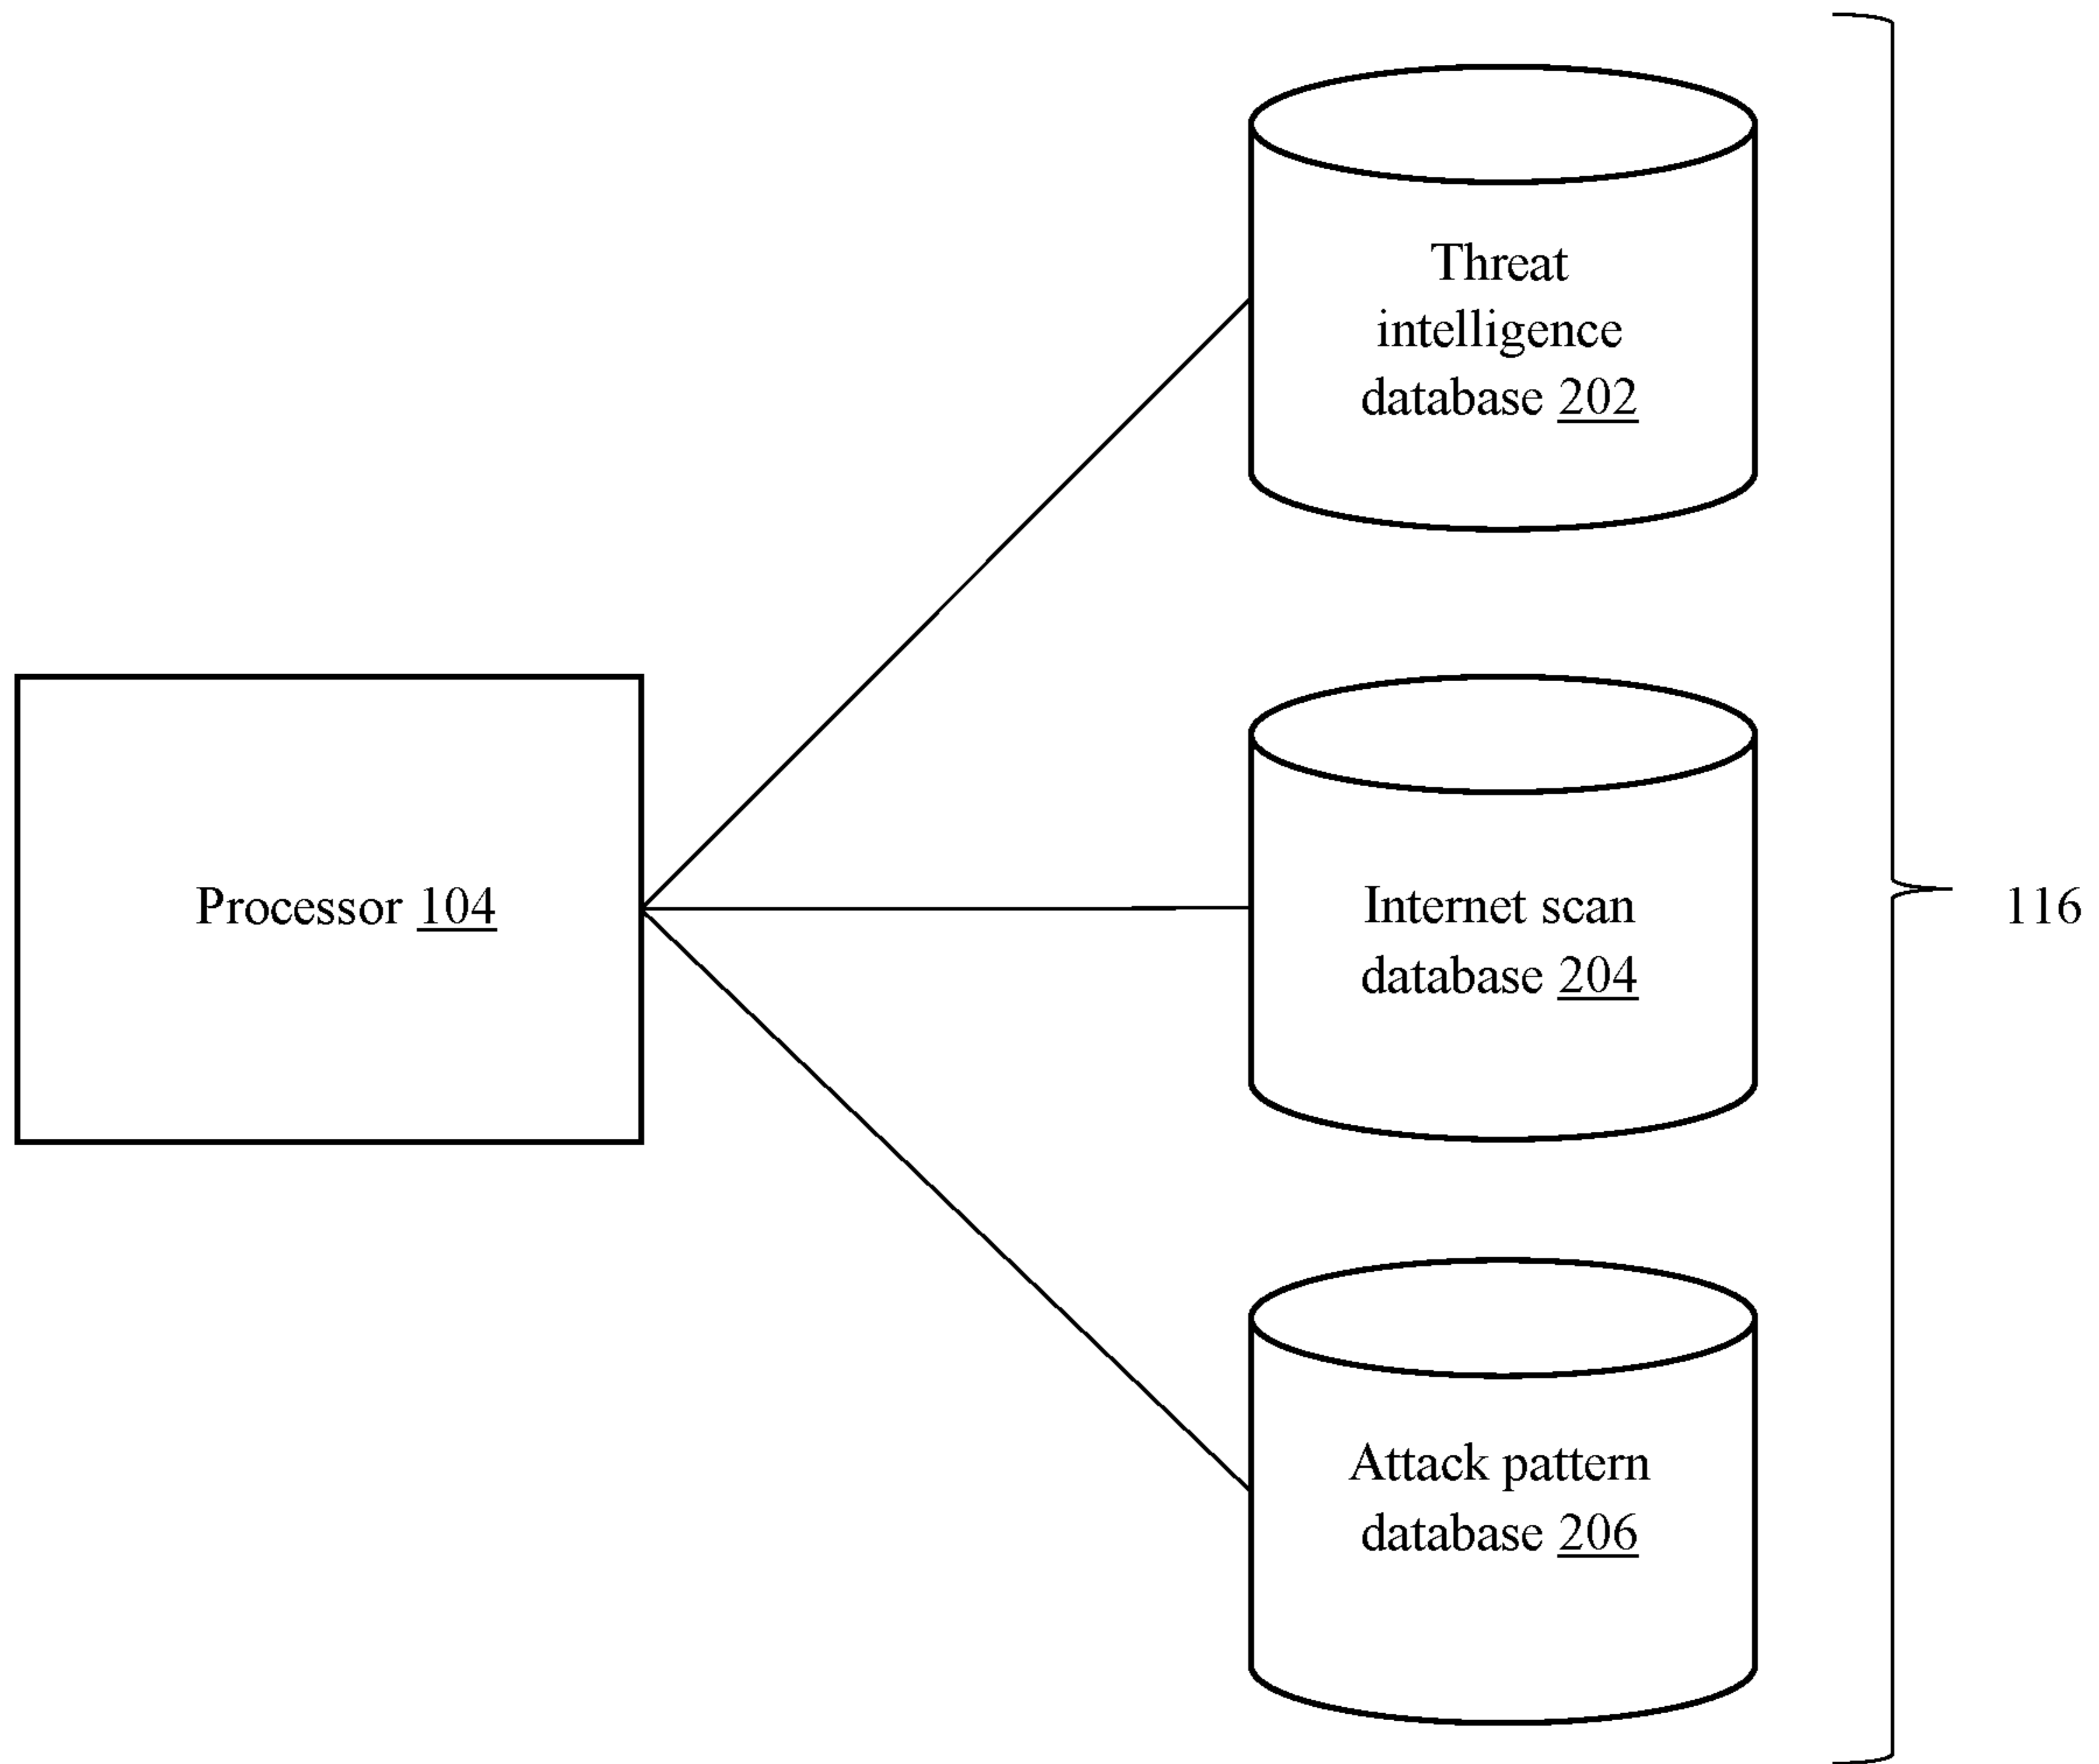 Threat
intelligence
database 202
Processor 104
Internet scan
database 204
116
Attack pattern
database 206